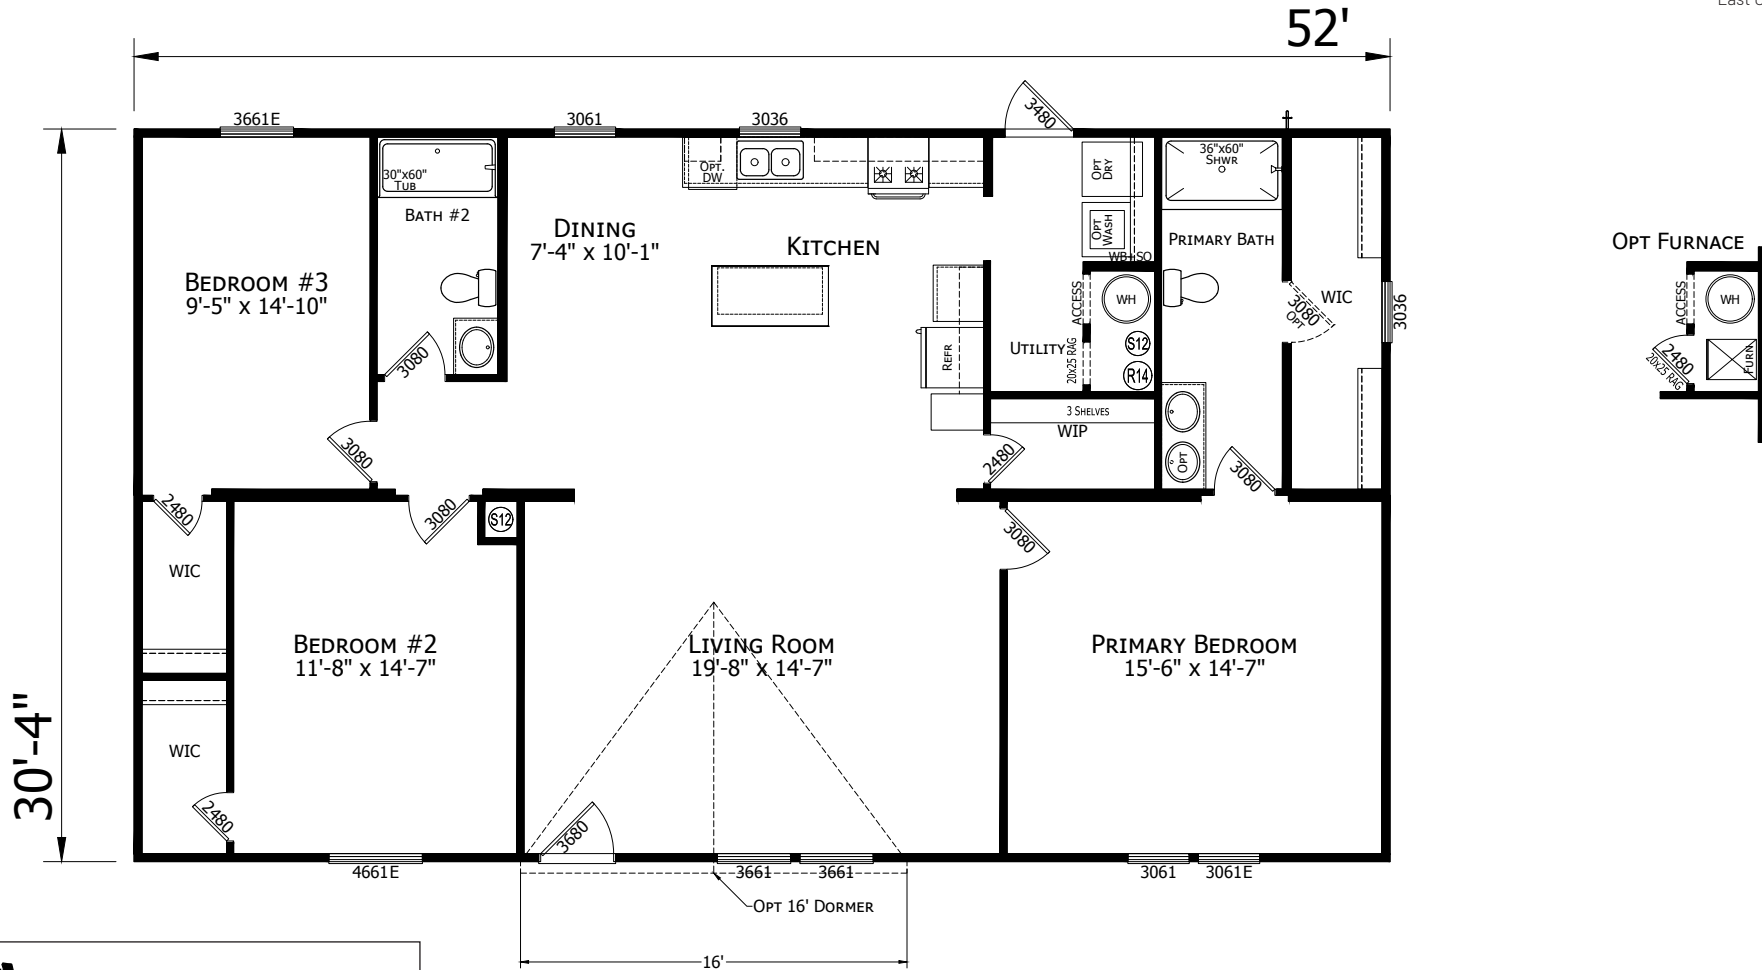 52'
3661E
3061
3036
3480
30"x60"
Tub
Bath #2
Opt.
DW
Opt
Dry
Opt
Wash
WB+SO
36"x60"
Shwr
Primary Bath
Dining
7'-4" x 10'-1"
Kitchen
Opt Furnace
Bedroom #3
9'-5" x 14'-10"
ACCESS
WH
3080
OPT
WIC
3036
ACCESS
WH
3080
Refr
Utility
20x25 RAG
S12
R14
2480
20x25 RAG
Furn
3 Shelves
WIP
3080
2480
OPT
3080
2480
3080
S12
3080
WIC
Bedroom #2
11'-8" x 14'-7"
Living Room
19'-8" x 14'-7"
Primary Bedroom
15'-6" x 14'-7"
30'-4"
WIC
2480
3680
4661E
3661
3661
3061
3061E
Opt 16' Dormer
16'